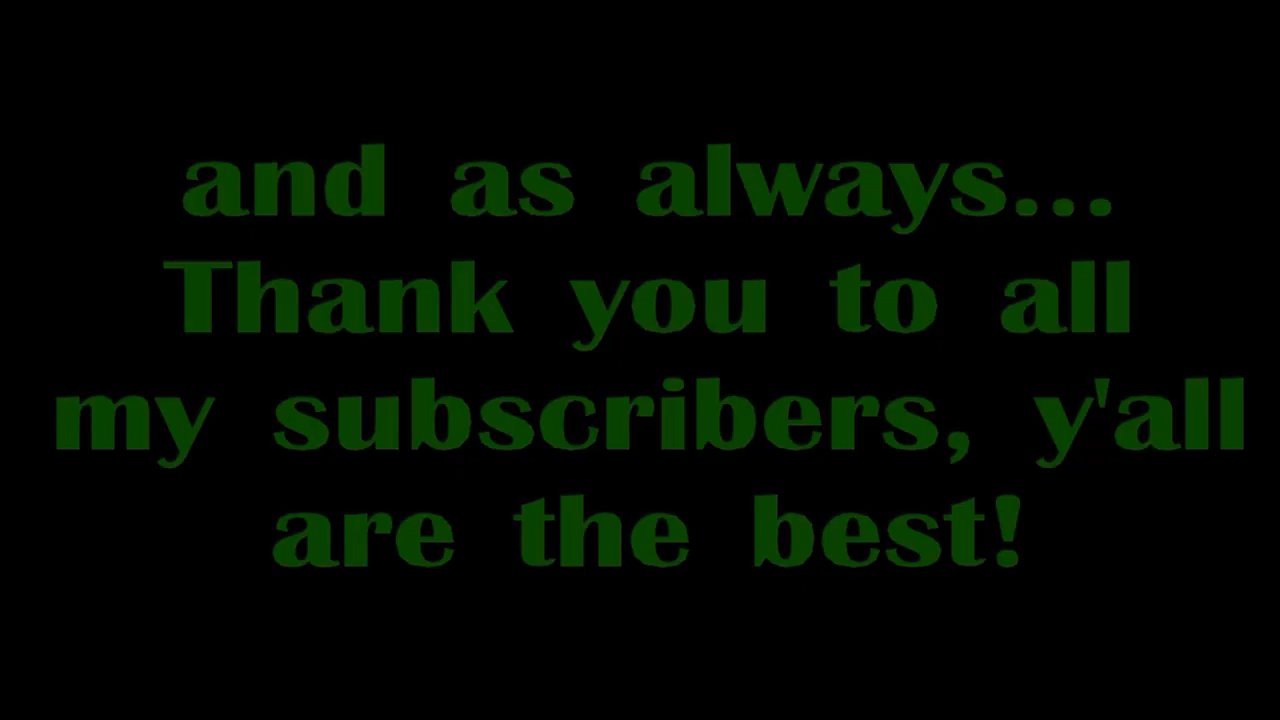 and as always...
Thank you to all
my subscribers, y'all
are the best!